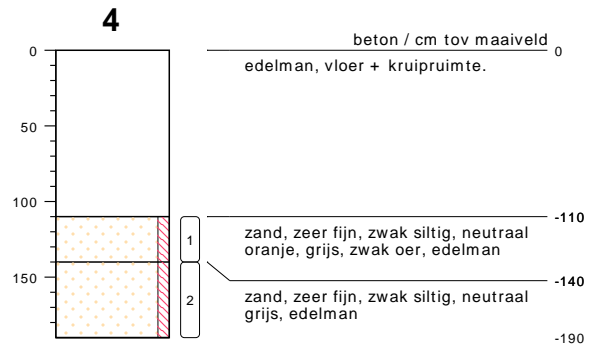 4
beton / cm tov maaiveld
0
0
edelman, vloer + kruipruimte.
50
100
-110
zand, zeer fijn, zwak siltig, neutraal
oranje, grijs, zwak oer, edelman
1
-140
150
2
zand, zeer fijn, zwak siltig, neutraal
grijs, edelman
-190